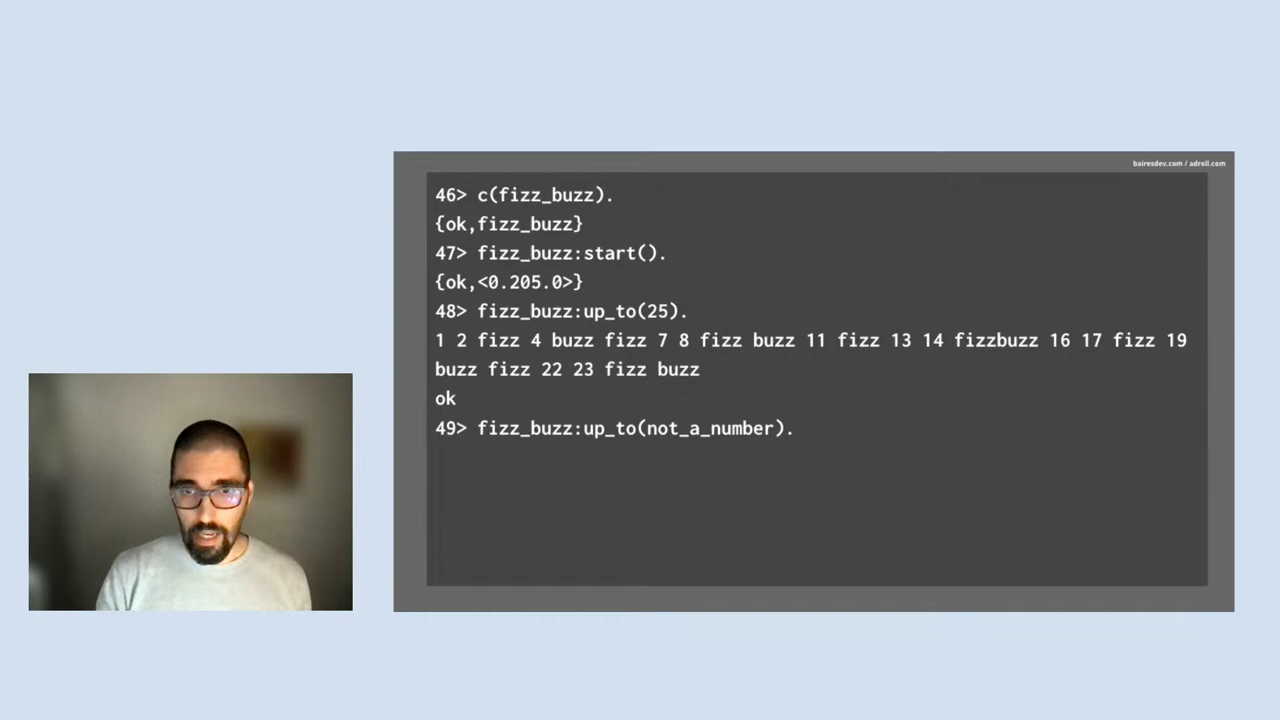 bairesdev.com / adroll.com
46> c(fizz_buzz).
{ok,fizz_buzz}
47> fizz_buzz:start().
{ok,<0.205.0>}
48> fizz_buzz:up_to(25).
1 2 fizz 4 buzz fizz 7 8 fizz buzz 11 fizz 13 14 fizzbuzz 16 17 fizz 19
buzz fizz 22 23 fizz buzz
ok
49> fizz_buzz:up_to(not_a_number).